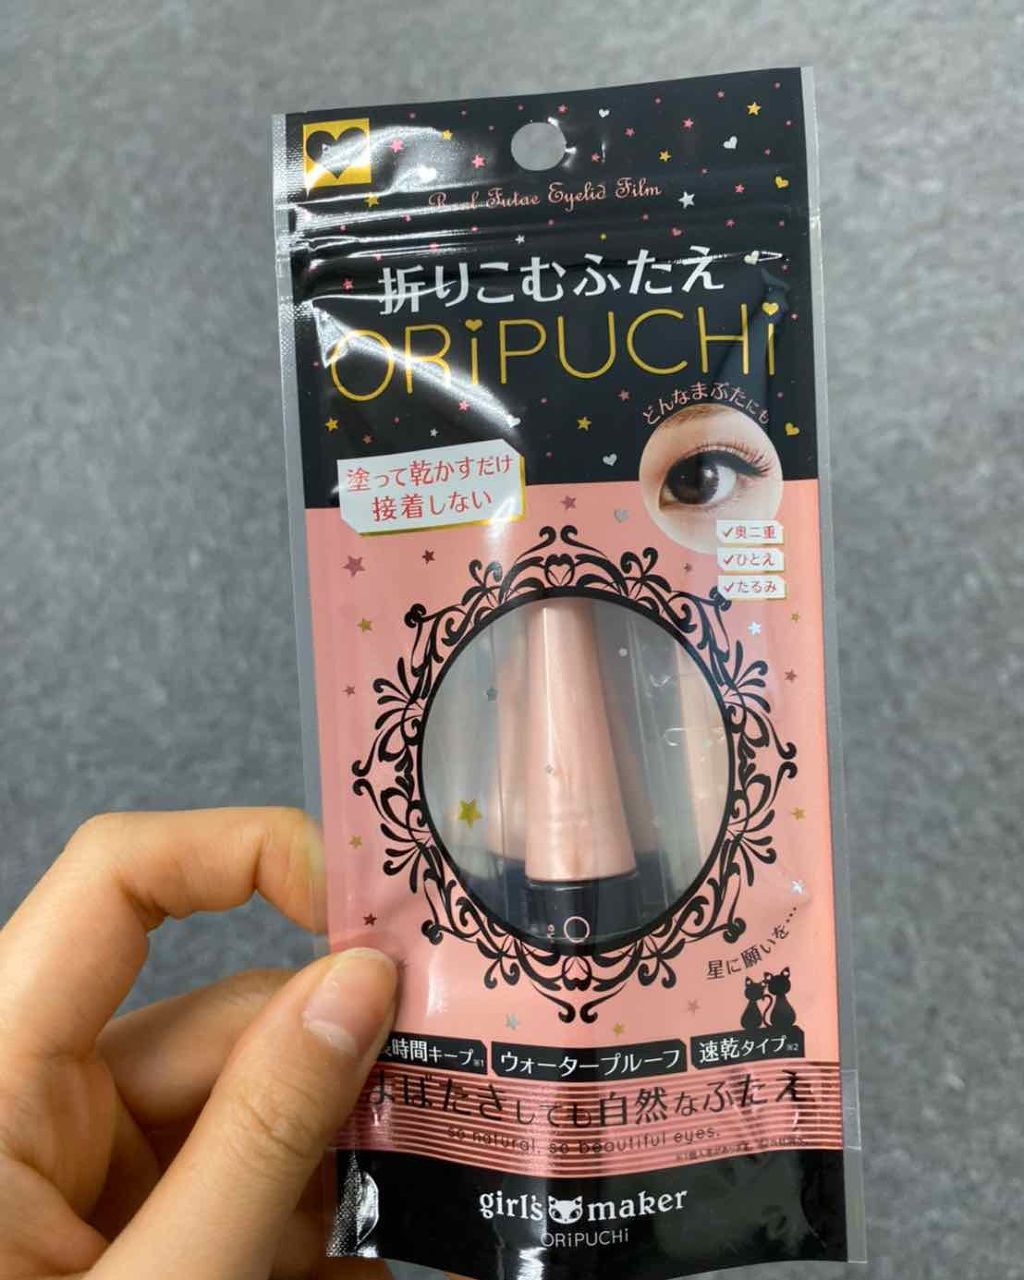 Real Futae Eyelid Film
折りこむふたえ
ORiPUCHi
どんなまぶたにも
塗って乾かすだけ
接着しない
✓奥二重
✓ひとえ
✓たるみ
星に願いを…
長時間キープ※1
ウォータープルーフ
速乾タイプ※2
まばたきしても自然なふたえ
so natural, so beautiful eyes.
girl's maker
ORiPUCHi